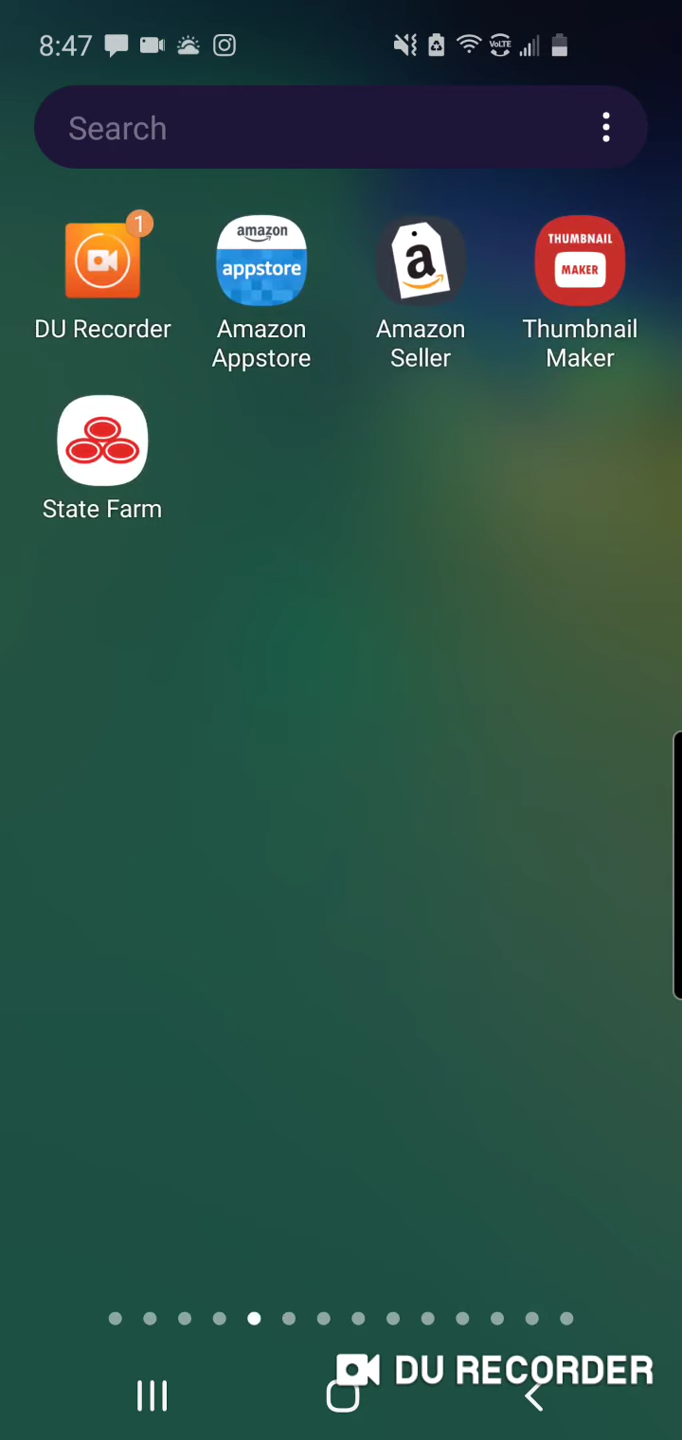 8:47 VoLTE
Search
1
amazon
appstore
a
THUMBNAIL
MAKER
DU Recorder
Amazon
Appstore
Amazon
Seller
Thumbnail
Maker
State Farm
DU RECORDER